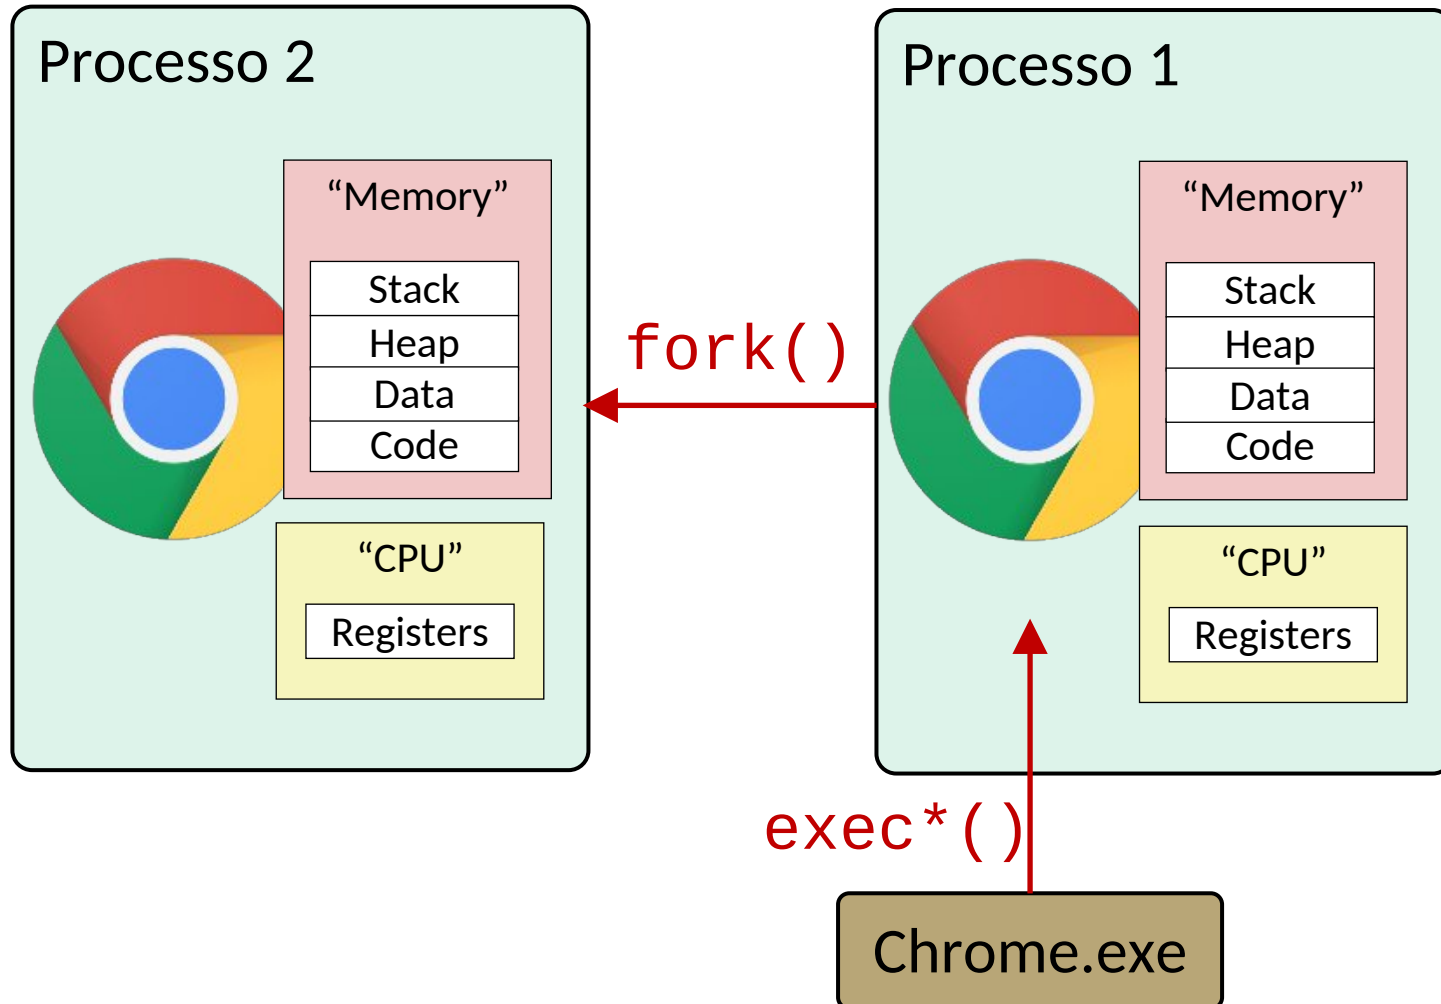 Processo 2
“Memory”
Stack
Heap
Data
Code
“CPU”
Registers
fork()
Processo 1
“Memory”
Stack
Heap
Data
Code
“CPU”
Registers
exec*()
Chrome.exe